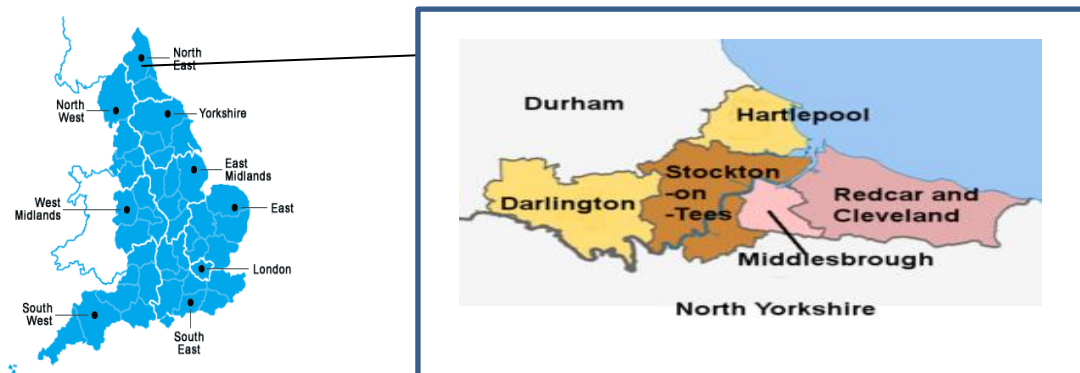 North
East
North
West
Yorkshire
East
Midlands
West
Midlands
East
London
South
West
South
East
Durham
Hartlepool
Stockton
-on
-Tees
Darlington
Redcar and
Cleveland
Middlesbrough
North Yorkshire